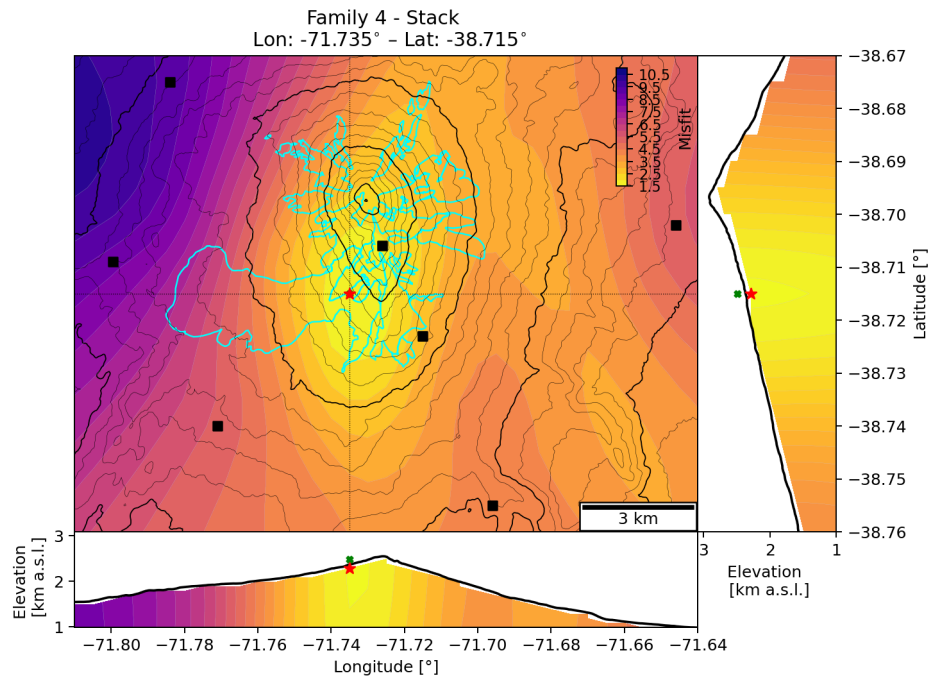 Family 4 - Stack
Lon: -71.735° – Lat: -38.715°
10.5
9.5
8.5
7.5
6.5
5.5
4.5
3.5
2.5
1.5
Misfit
3 km
−38.67
−38.68
−38.69
−38.70
−38.71
−38.72
−38.73
−38.74
−38.75
−38.76
Latitude [°]
3 2 1
Elevation
[km a.s.l.]
3
2
1
Elevation
[km a.s.l.]
−71.80 −71.78 −71.76 −71.74 −71.72 −71.70 −71.68 −71.66 −71.64
Longitude [°]